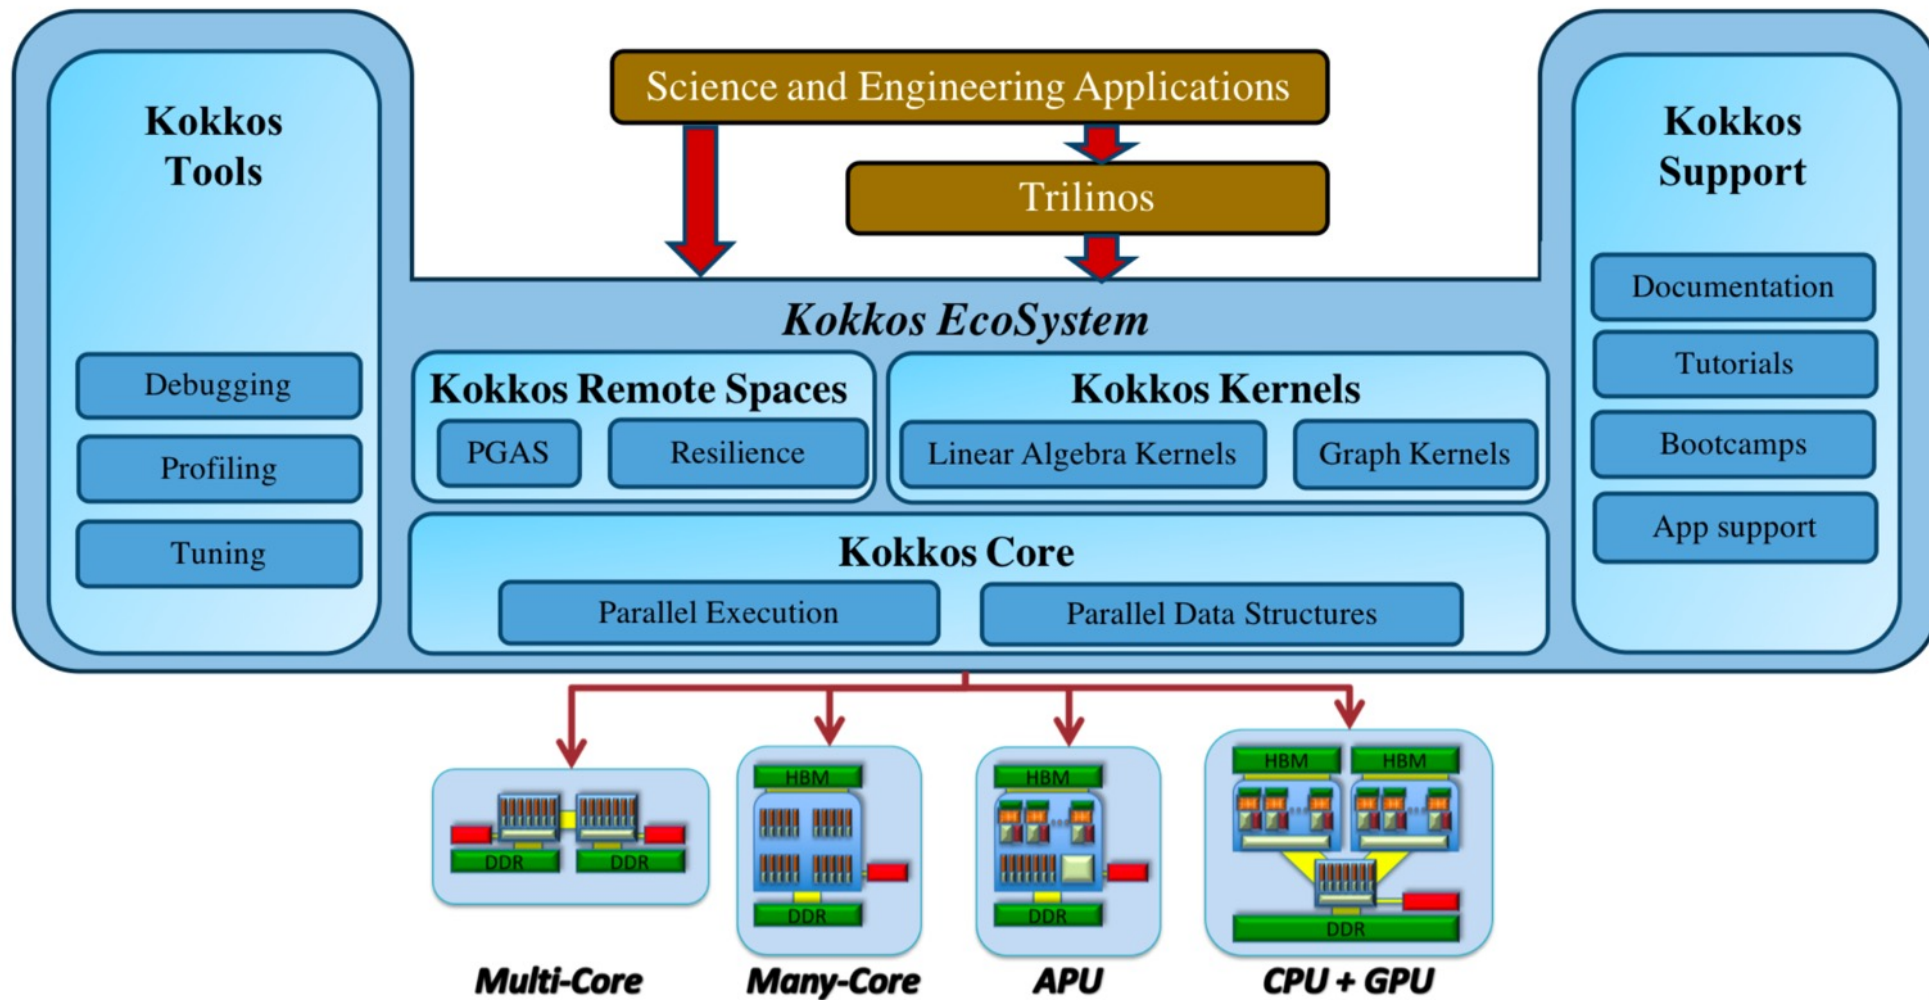 Kokkos
Tools
Debugging
Profiling
Tuning
Science and Engineering Applications
Trilinos
Kokkos EcoSystem
Kokkos Remote Spaces
PGAS
Resilience
Kokkos Kernels
Linear Algebra Kernels
Graph Kernels
Kokkos Core
Parallel Execution
Parallel Data Structures
Kokkos
Support
Documentation
Tutorials
Bootcamps
App support
DDR
DDR
Multi-Core
HBM
DDR
Many-Core
HBM
DDR
APU
HBM
HBM
DDR
CPU + GPU